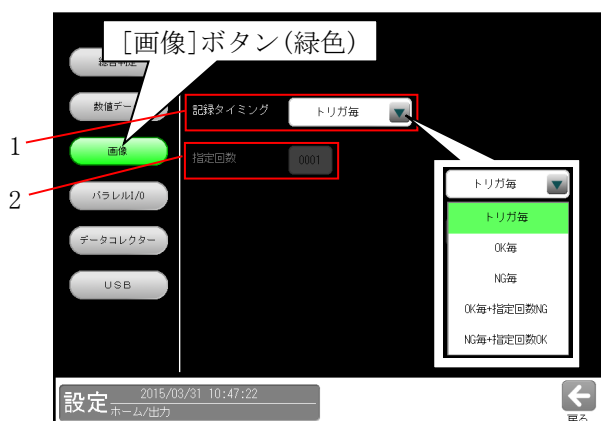 [画像]ボタン(緑色)
記録タイミング
トリガ毎
数値データ
1
画像
指定回数
0001
2
パラレルI/0
トリガ毎
トリガ毎
データコレクター
OK毎
NG毎
USB
OK毎+指定回数NG
NG毎+指定回数OK
設定
2015/03/31 10:47:22
ホーム/出力
戻る